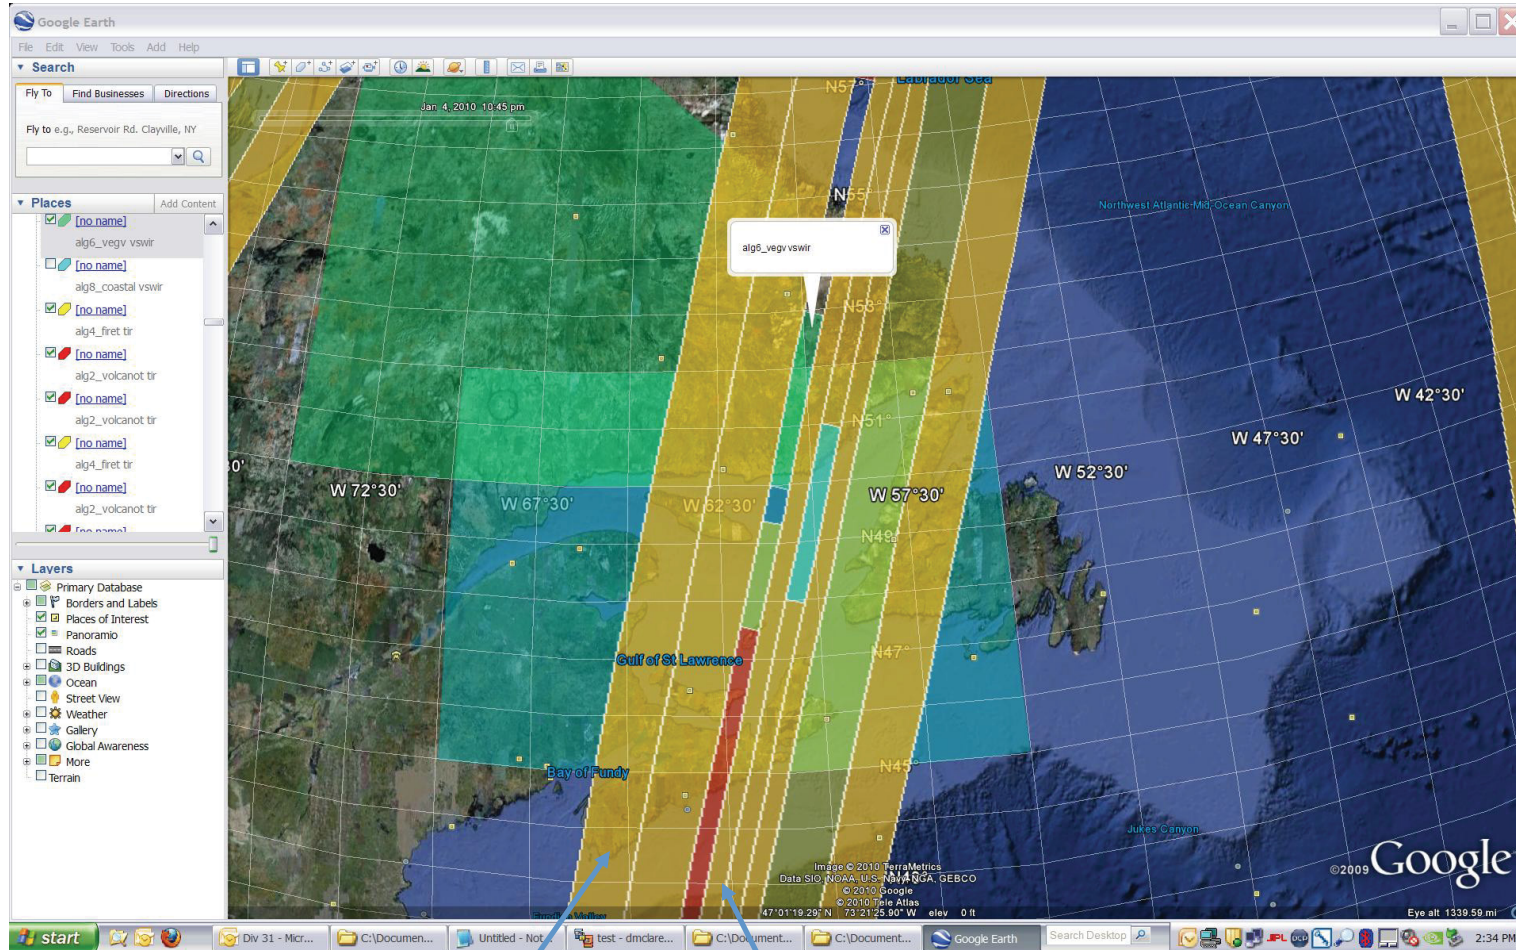 Google Earth
File Edit View Tools Add Help
Search
Fly To Find Businesses Directions
Fly to e.g., Reservoir Rd. Clayville, NY
Places Add Content
[no name]
alg6_vegv vswir
[no name]
alg8_coastal vswir
[no name]
alg4_firet tir
[no name]
alg2_volcanot tir
[no name]
alg2_volcanot tir
[no name]
alg4_firet tir
[no name]
alg2_volcanot tir
[no name]
Layers
Primary Database
Borders and Labels
Places of Interest
Panoramio
Roads
3D Buildings
Ocean
Street View
Weather
Gallery
Global Awareness
More
Terrain
Jan 4, 2010 10:45 pm
Labrador Sea
N57°
N55°
Northwest Atlantic Mid-Ocean Canyon
alg6_vegv vswir
N53°
W 42°30'
N51°
W 47°30'
W 52°30'
0'
W 72°30'
W 67°30'
W 62°30'
W 57°30'
N49
N47°
Gulf of St Lawrence
N45°
Bay of Fundy
Jukes Canyon
Image © 2010 TerraMetrics
Data SIO, NOAA, U.S. Navy, NGA, GEBCO
© 2010 Google
© 2010 Tele Atlas
©2009 Google
47°01'19.29" N 73°21'25.90" W elev 0 ft
Eye alt 1339.59 mi
start
Div 31 - Micr...
C:\Documen...
Untitled - Not...
test - dmclare...
C:\Document...
C:\Document...
Google Earth
Search Desktop
JPL
2:34 PM